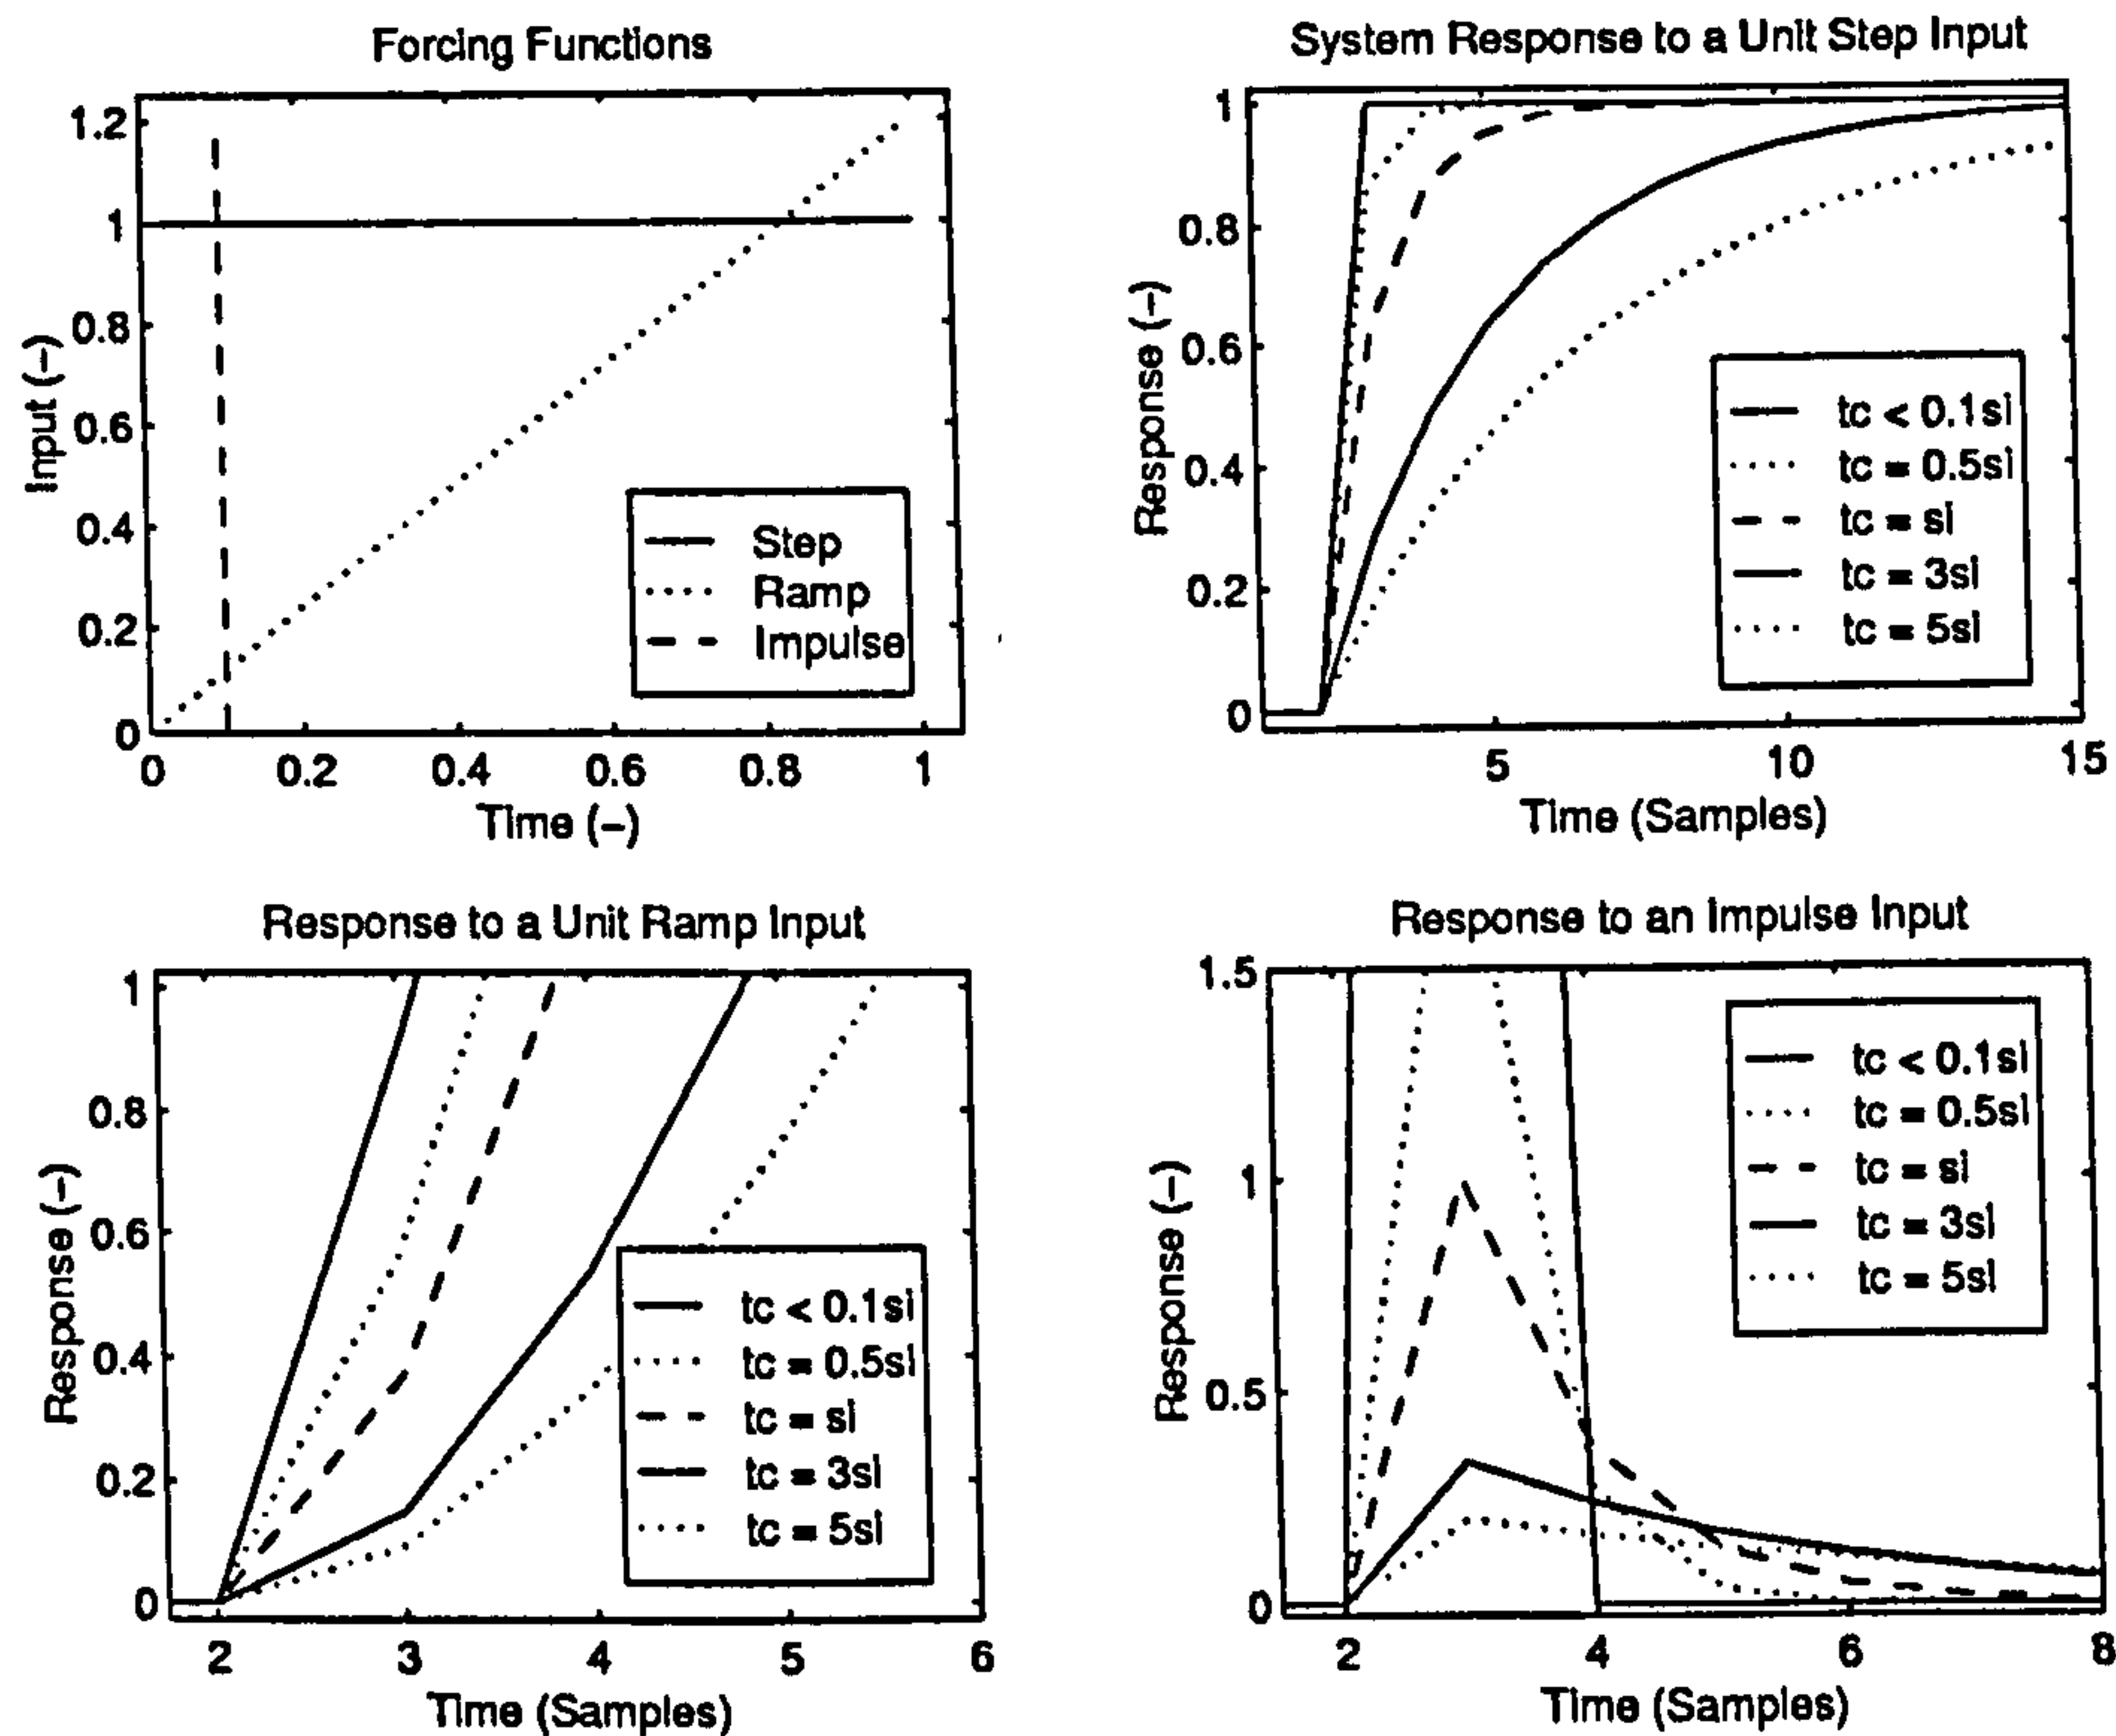 Forcing Functions
1.2
1
0.8
0.6
0.4
0.2
0
Input (–)
Step
Ramp
Impulse
0 0.2 0.4 0.6 0.8 1
Time (–)
System Response to a Unit Step Input
1
0.8
0.6
0.4
0.2
0
Response (–)
tc < 0.1si
tc = 0.5si
tc = si
tc = 3si
tc = 5si
5 10 15
Time (Samples)
Response to a Unit Ramp Input
1
0.8
0.6
0.4
0.2
0
Response (–)
tc < 0.1si
tc = 0.5si
tc = si
tc = 3si
tc = 5si
2 3 4 5 6
Time (Samples)
Response to an Impulse Input
1.5
1
0.5
0
Response (–)
tc < 0.1si
tc = 0.5si
tc = si
tc = 3si
tc = 5si
2 4 6 8
Time (Samples)